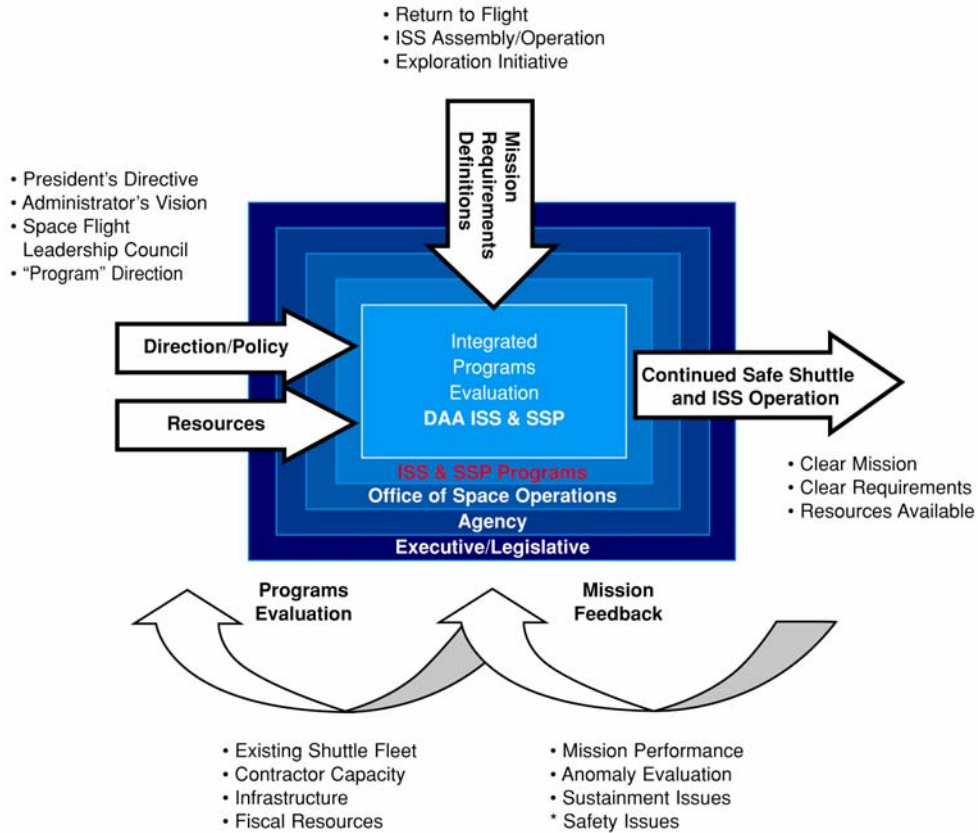 • Return to Flight
• ISS Assembly/Operation
• Exploration Initiative
Mission
Requirements
Definitions
• President's Directive
• Administrator's Vision
• Space Flight
Leadership Council
• “Program” Direction
Direction/Policy
Resources
Integrated
Programs
Evaluation
DAA ISS & SSP
ISS & SSP Programs
Office of Space Operations
Agency
Executive/Legislative
Continued Safe Shuttle
and ISS Operation
• Clear Mission
• Clear Requirements
• Resources Available
Programs
Evaluation
Mission
Feedback
• Existing Shuttle Fleet
• Contractor Capacity
• Infrastructure
• Fiscal Resources
• Mission Performance
• Anomaly Evaluation
• Sustainment Issues
* Safety Issues